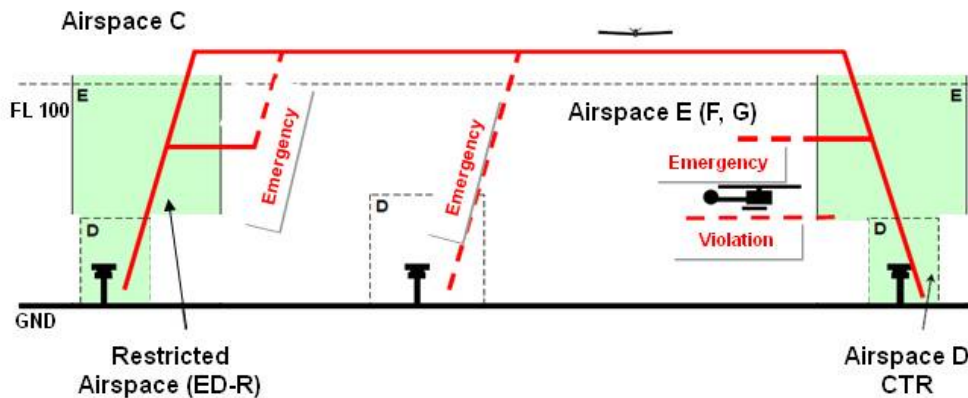 Airspace C
E
E
FL 100
Airspace E (F, G)
Emergency
Emergency
Emergency
D
D
D
Violation
GND
Restricted
Airspace (ED-R)
Airspace D
CTR